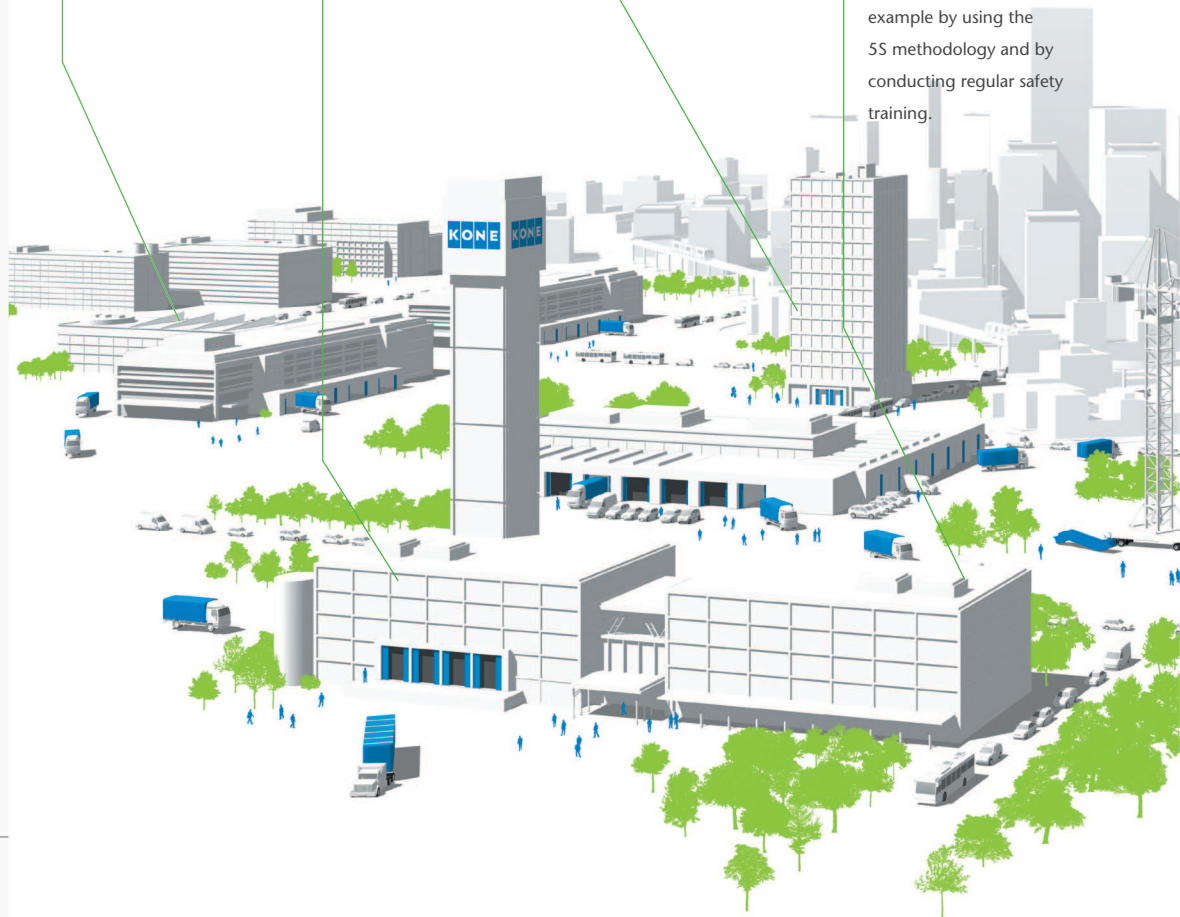 example by using the
5S methodology and by
conducting regular safety
training.
KONE
KONE